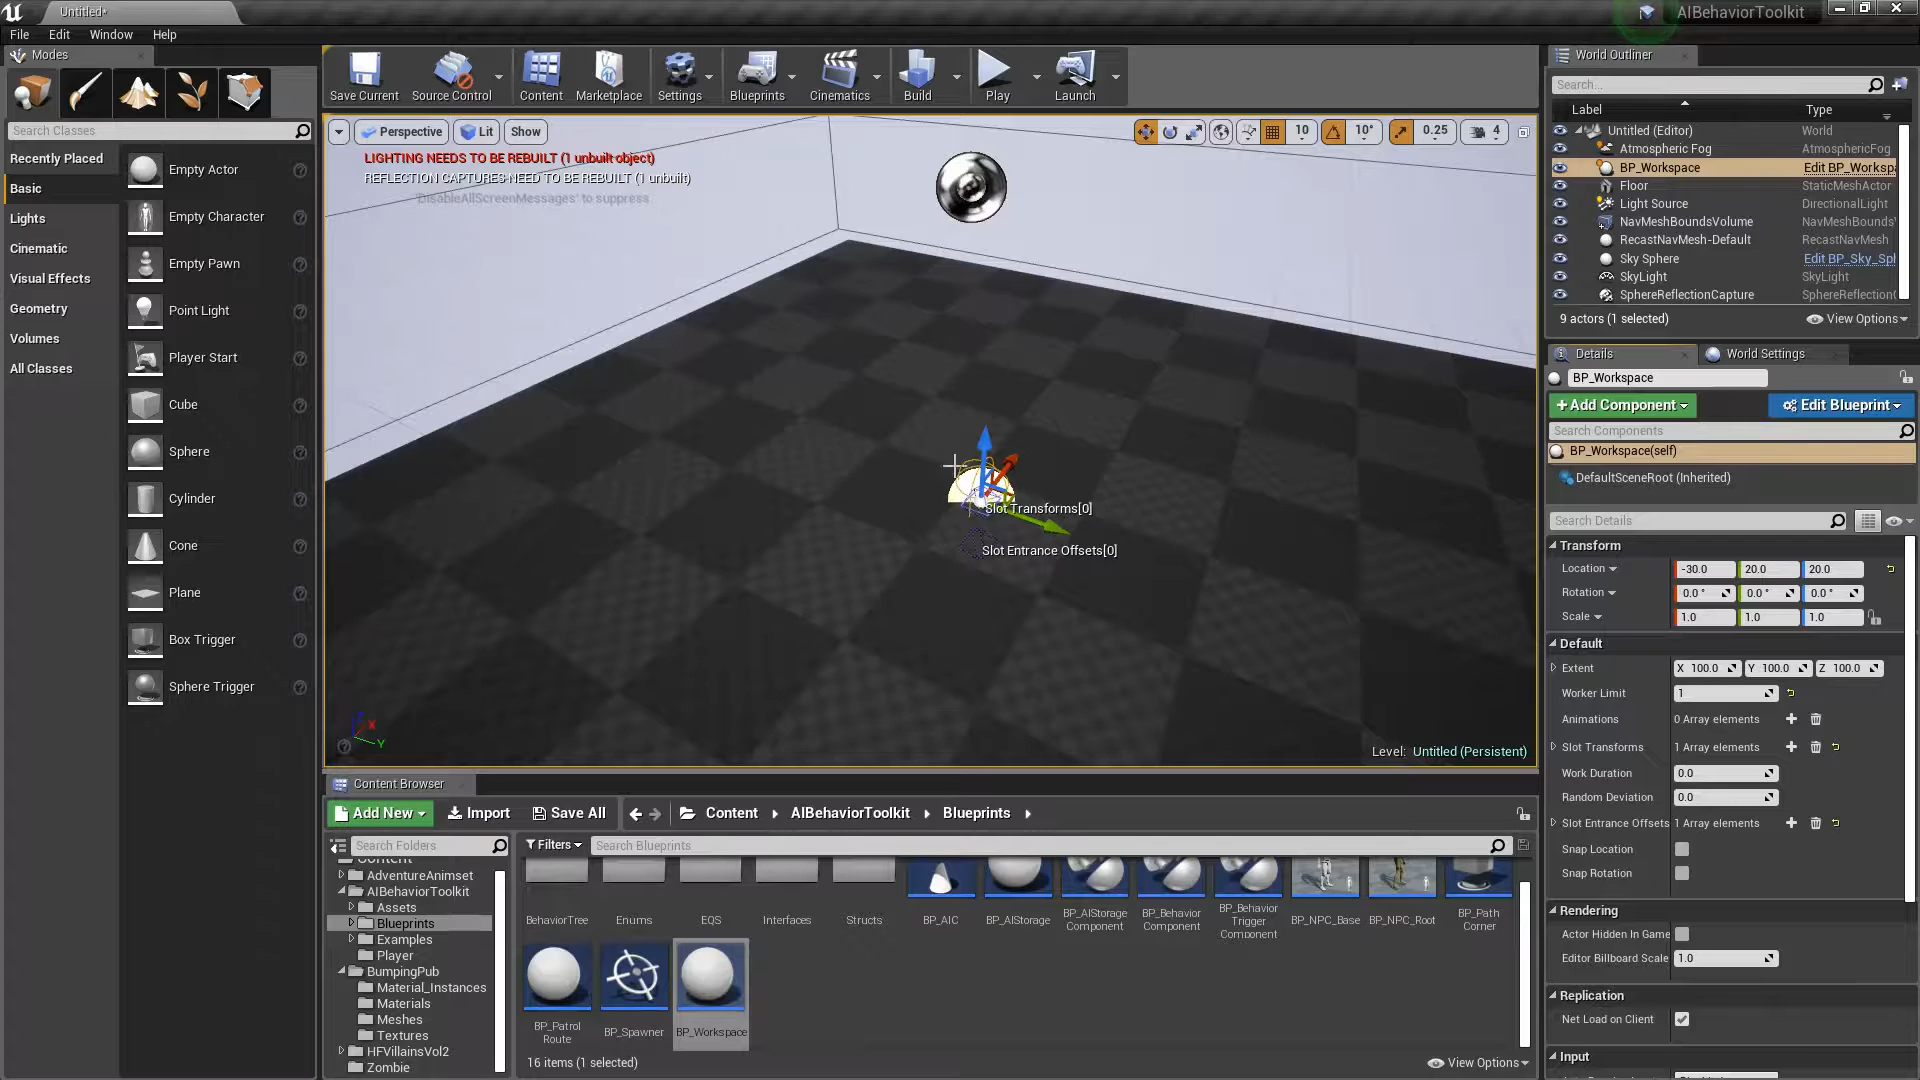 Untitled*
AIBehaviorToolkit
File Edit Window Help
Modes
Search Classes
Recently Placed
Basic
Lights
Cinematic
Visual Effects
Geometry
Volumes
All Classes
Empty Actor
Empty Character
Empty Pawn
Point Light
Player Start
Cube
Sphere
Cylinder
Cone
Plane
Box Trigger
Sphere Trigger
Save Current
Source Control
Content
Marketplace
Settings
Blueprints
Cinematics
Build
Play
Launch
Perspective
Lit
Show
10
10°
0.25
4
LIGHTING NEEDS TO BE REBUILT (1 unbuilt object)
REFLECTION CAPTURES NEED TO BE REBUILT (1 unbuilt)
'DisableAllScreenMessages' to suppress
Slot Transforms[0]
Slot Entrance Offsets[0]
Z X Y
Level: Untitled (Persistent)
World Outliner
Search...
Label Type
Untitled (Editor) World
Atmospheric Fog AtmosphericFog
BP_Workspace Edit BP_Workspa
Floor StaticMeshActor
Light Source DirectionalLight
NavMeshBoundsVolume NavMeshBoundsV
RecastNavMesh-Default RecastNavMesh
Sky Sphere Edit BP_Sky_Sph
SkyLight SkyLight
SphereReflectionCapture SphereReflectionC
9 actors (1 selected)
View Options
Details
World Settings
BP_Workspace
+Add Component
Edit Blueprint
Search Components
BP_Workspace(self)
DefaultSceneRoot (Inherited)
Search Details
Transform
Location -30.0 20.0 20.0
Rotation 0.0 ° 0.0 ° 0.0 °
Scale 1.0 1.0 1.0
Default
Extent X 100.0 Y 100.0 Z 100.0
Worker Limit 1
Animations 0 Array elements
Slot Transforms 1 Array elements
Work Duration 0.0
Random Deviation 0.0
Slot Entrance Offsets 1 Array elements
Snap Location
Snap Rotation
Rendering
Actor Hidden In Game
Editor Billboard Scale 1.0
Replication
Net Load on Client
Input
Content Browser
Add New
Import
Save All
Content
AIBehaviorToolkit
Blueprints
Search Folders
Filters
Search Blueprints
Content
AdventureAnimset
AIBehaviorToolkit
Assets
Blueprints
Examples
Player
BumpingPub
Material_Instances
Materials
Meshes
Textures
HFVillainsVol2
Zombie
BehaviorTree
Enums
EQS
Interfaces
Structs
BP_AIC
BP_AIStorage
BP_AIStorage
Component
BP_Behavior
Component
BP_Behavior
Trigger
Component
BP_NPC_Base
BP_NPC_Root
BP_Path
Corner
BP_Patrol
Route
BP_Spawner
BP_Workspace
16 items (1 selected)
View Options